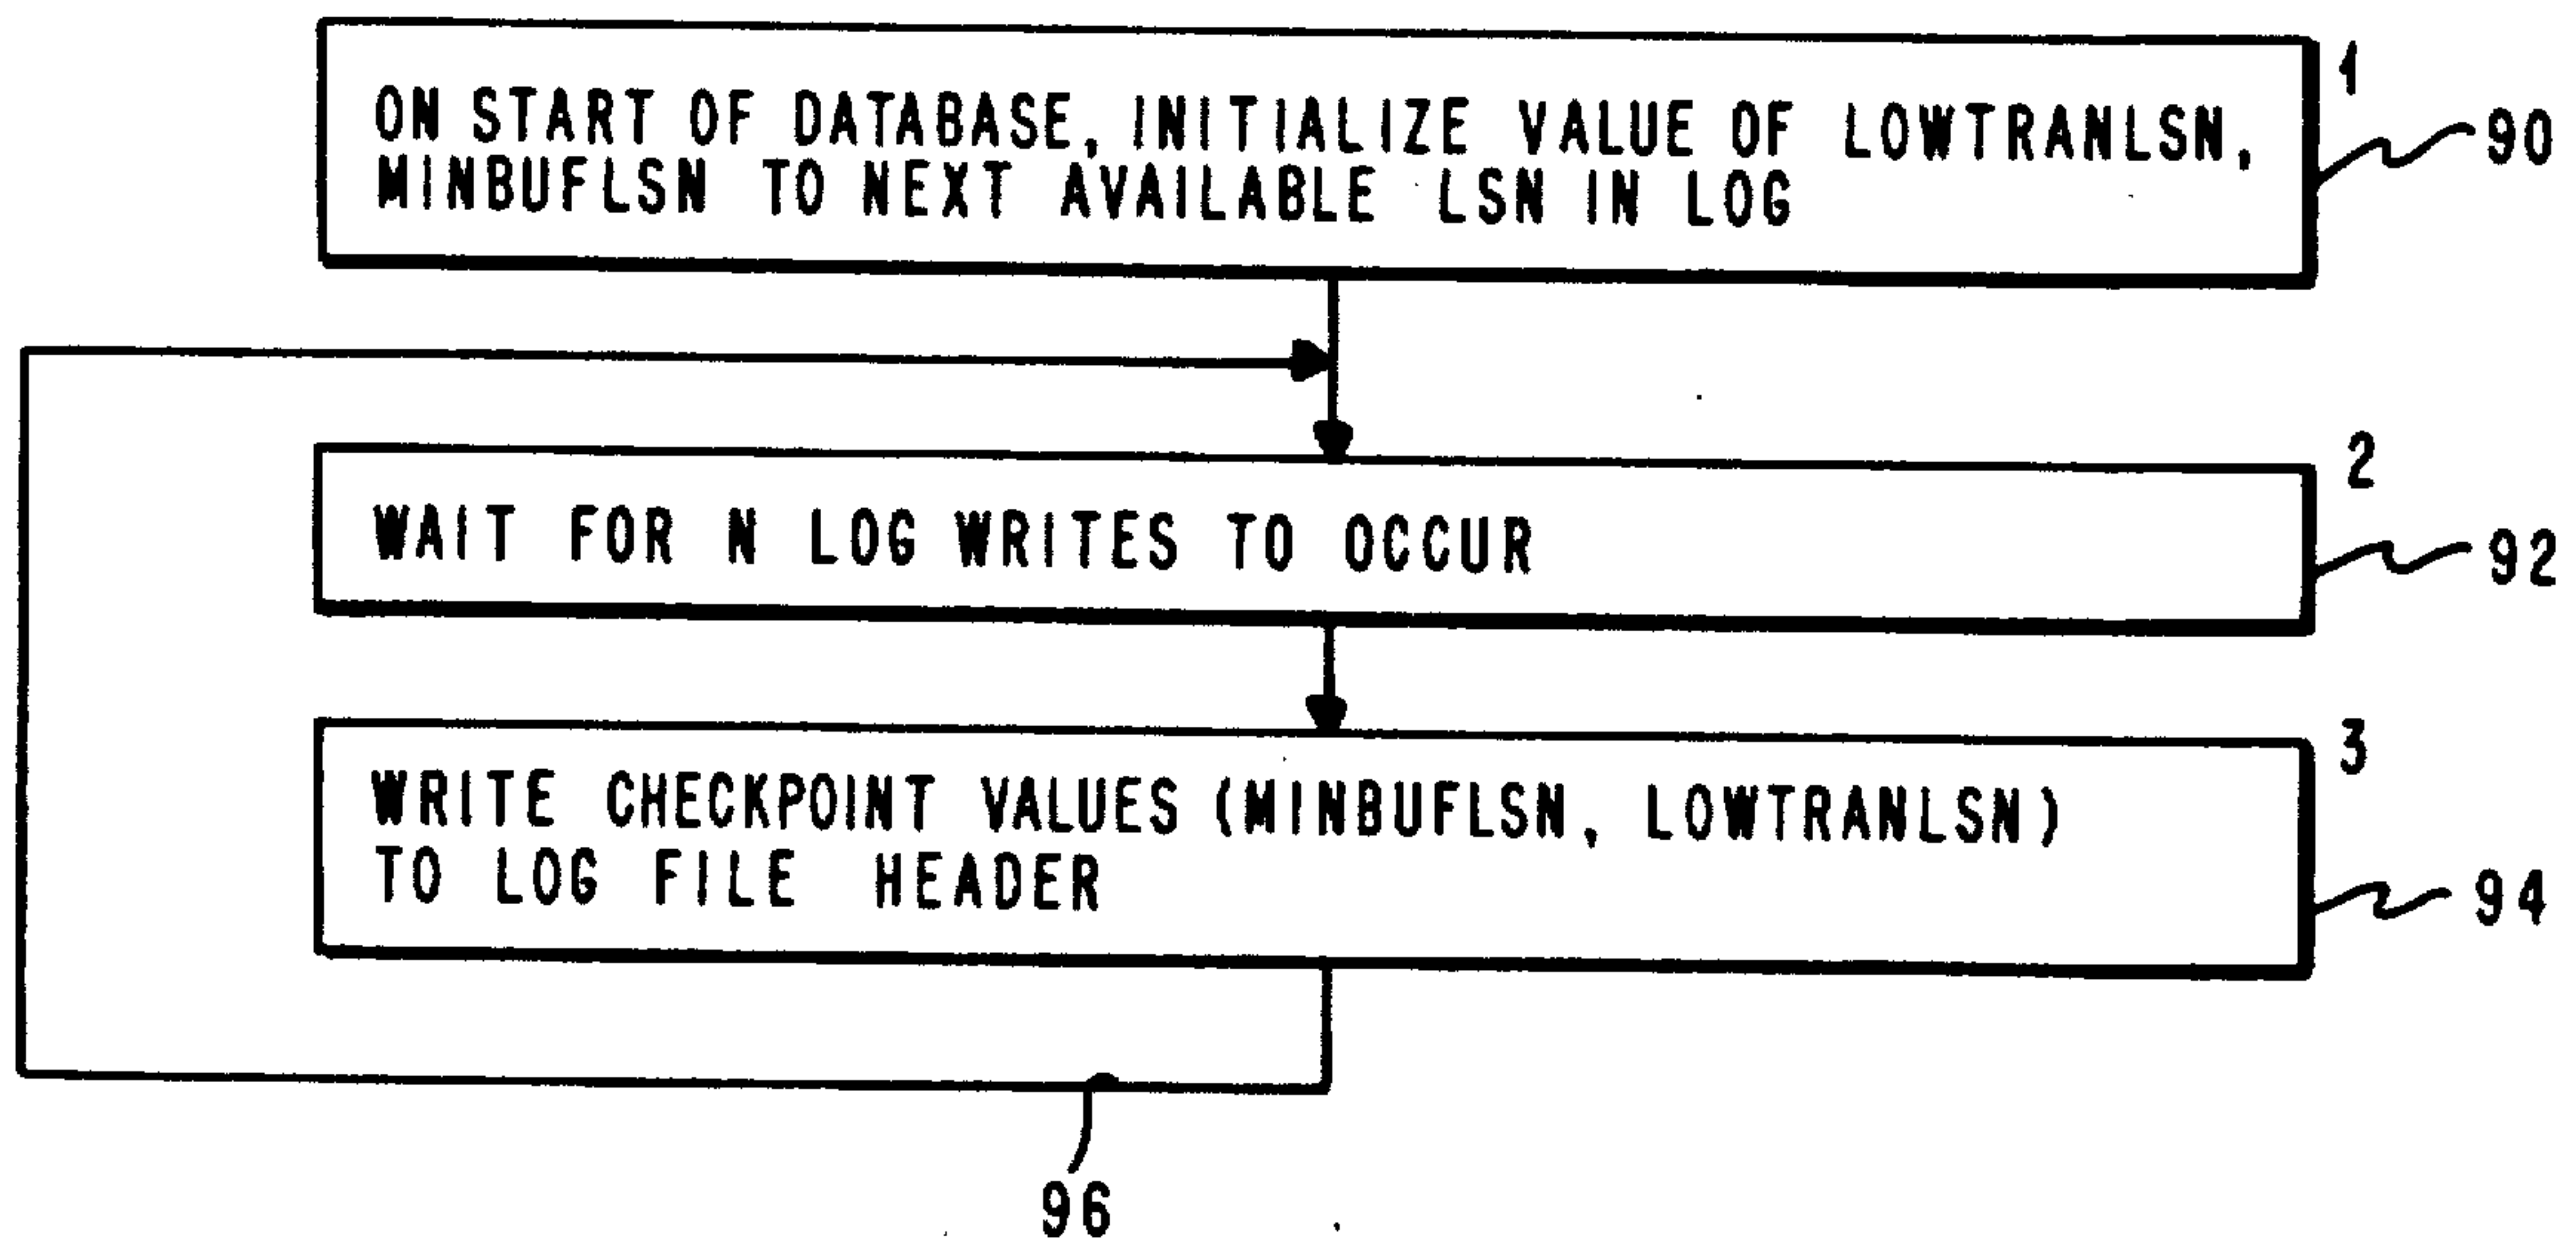 ON START OF DATABASE, INITIALIZE VALUE OF LOWTRANLSN,
MINBUFLSN TO NEXT AVAILABLE LSN IN LOG
1
90
WAIT FOR N LOG WRITES TO OCCUR
2
92
WRITE CHECKPOINT VALUES (MINBUFLSN, LOWTRANLSN)
TO LOG FILE HEADER
3
94
96